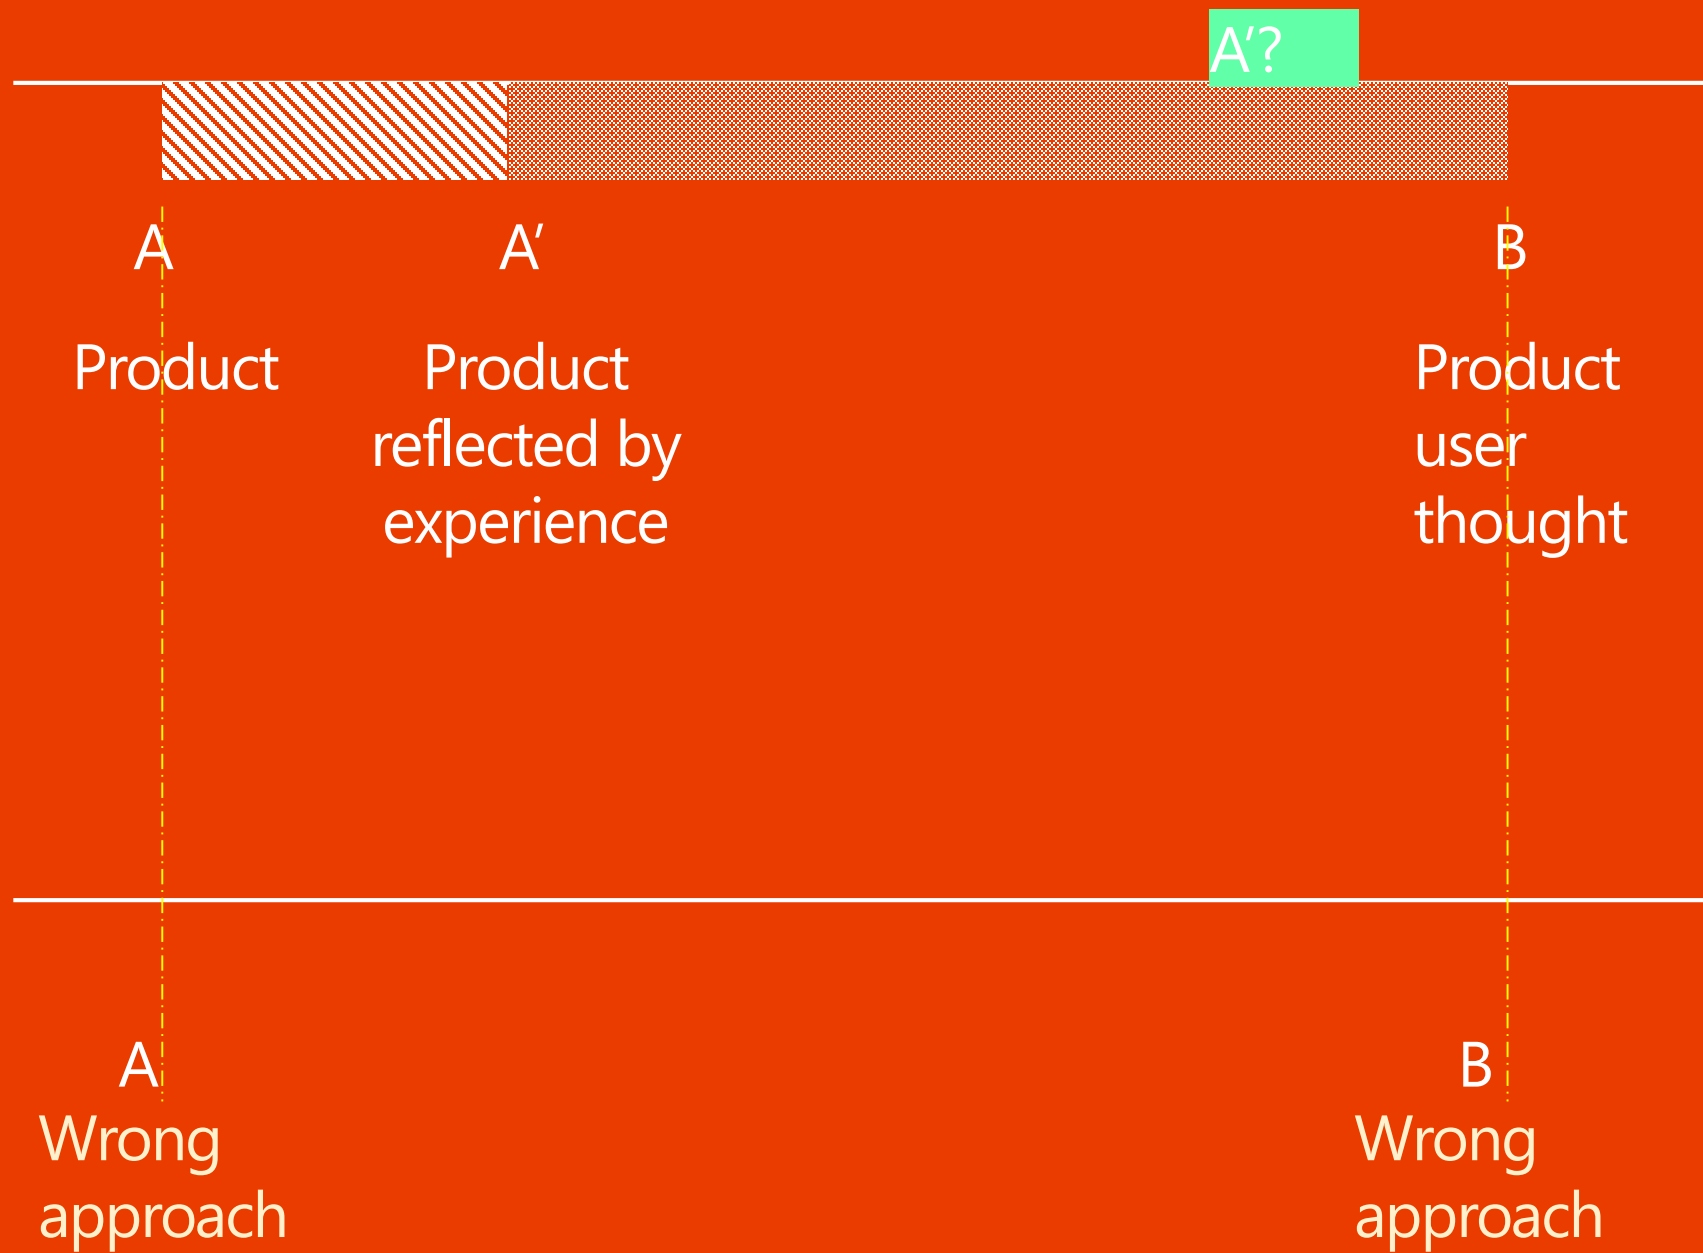 A’?
A
A’
B
Product
Product
reflected by
experience
Product
user
thought
A
B
Wrong
approach
Wrong
approach